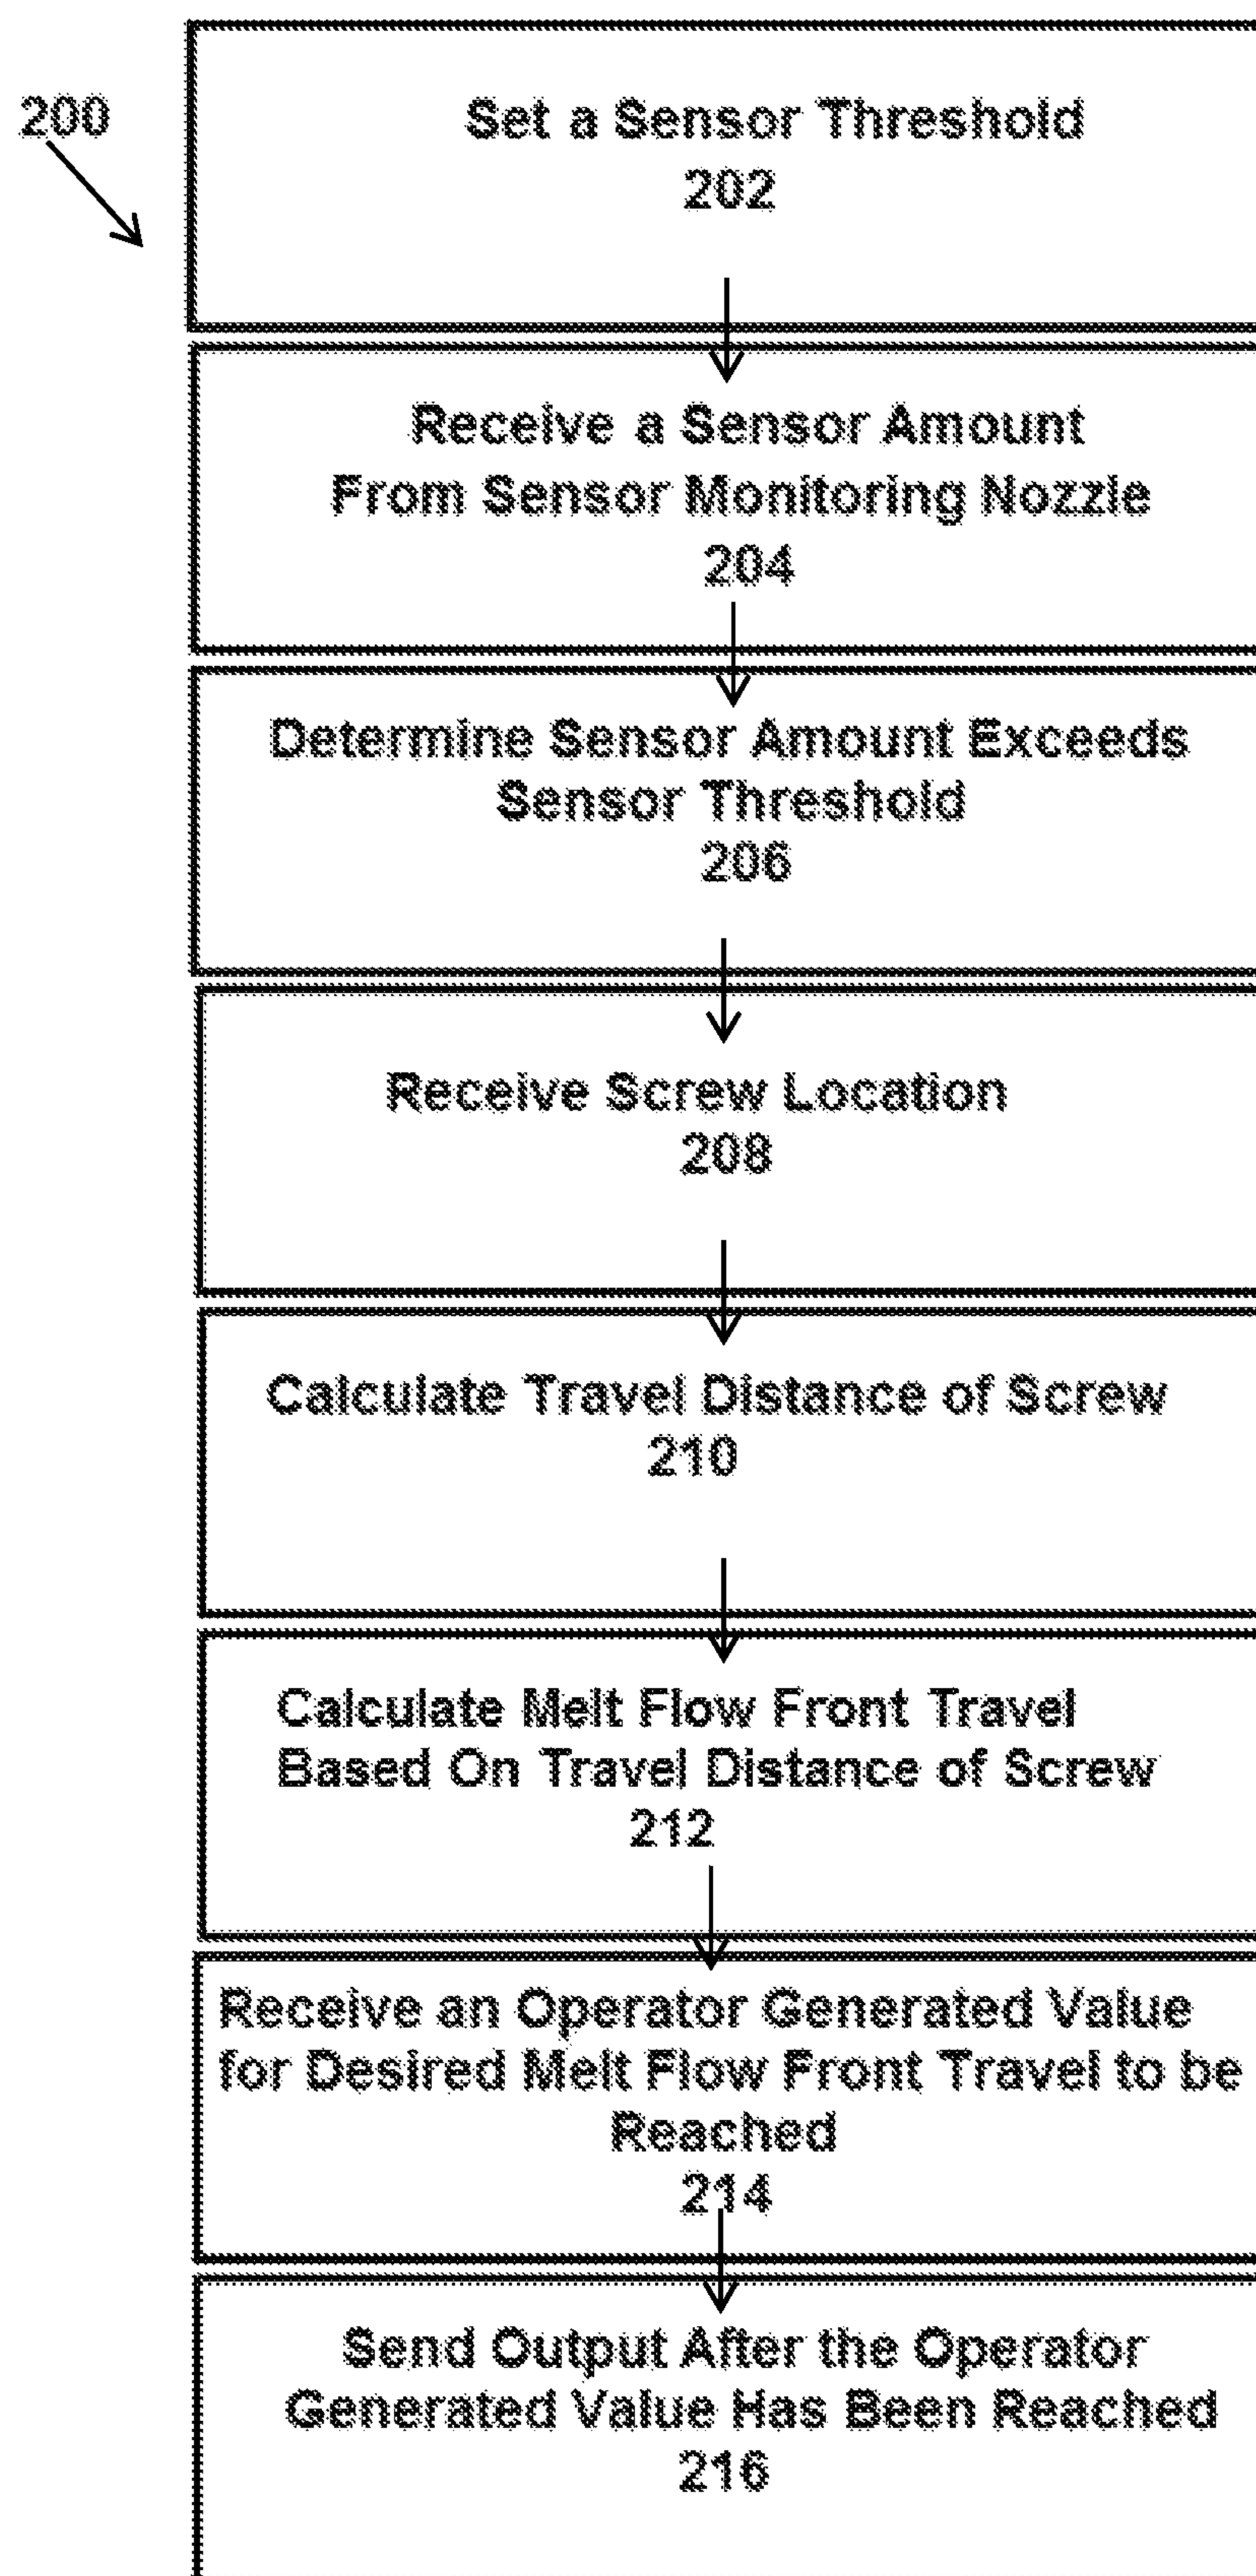 200
Set a Sensor Threshold
202
Receive a Sensor Amount
From Sensor Monitoring Nozzle
204
Determine Sensor Amount Exceeds
Sensor Threshold
206
Receive Screw Location
208
Calculate Travel Distance of Screw
210
Calculate Melt Flow Front Travel
Based On Travel Distance of Screw
212
Receive an Operator Generated Value
for Desired Melt Flow Front Travel to be
Reached
214
Send Output After the Operator
Generated Value Has Been Reached
216